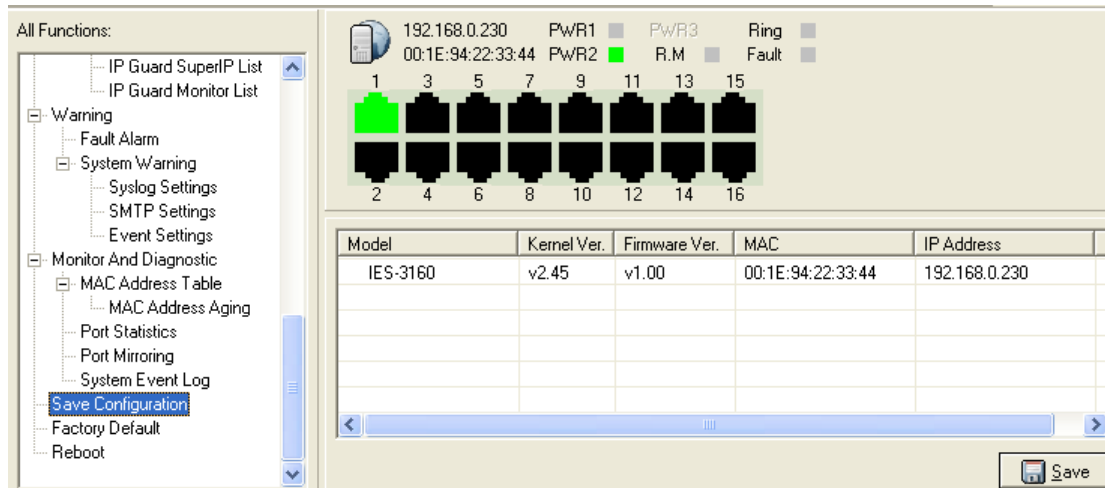 All Functions:
IP Guard SuperIP List
IP Guard Monitor List
Warning
Fault Alarm
System Warning
Syslog Settings
SMTP Settings
Event Settings
Monitor And Diagnostic
MAC Address Table
MAC Address Aging
Port Statistics
Port Mirroring
System Event Log
Save Configuration
Factory Default
Reboot
192.168.0.230 PWR1 PWR3 Ring
00:1E:94:22:33:44 PWR2 R.M Fault
1 3 5 7 9 11 13 15
2 4 6 8 10 12 14 16
Model Kernel Ver. Firmware Ver. MAC IP Address
IES-3160 v2.45 v1.00 00:1E:94:22:33:44 192.168.0.230
Save